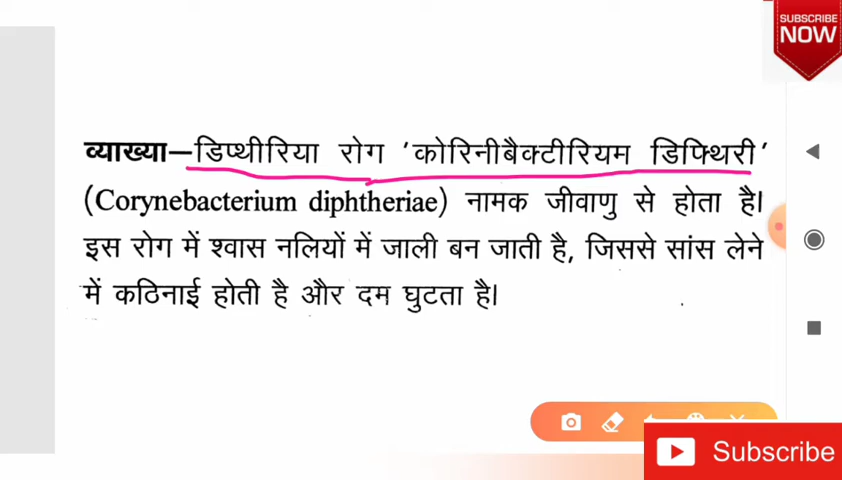 SUBSCRIBE
NOW
व्याख्या–डिप्थीरिया रोग 'कोरिनीबैक्टीरियम डिफ्थिरी'
(Corynebacterium diphtheriae) नामक जीवाणु से होता है।
इस रोग में श्वास नलियों में जाली बन जाती है, जिससे सांस लेने
में कठिनाई होती है और दम घुटता है।
Subscribe